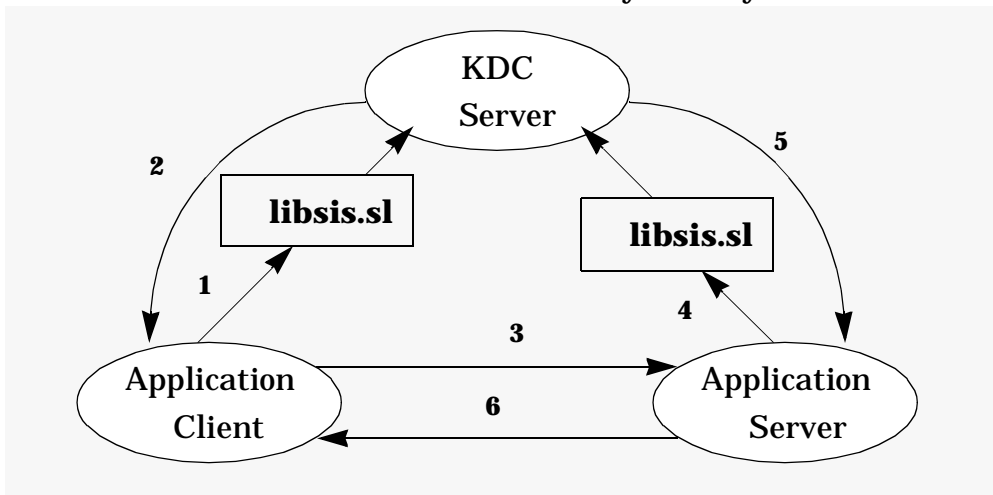 KDC
Server
2
5
libsis.sl
libsis.sl
1
4
3
Application
Client
6
Application
Server